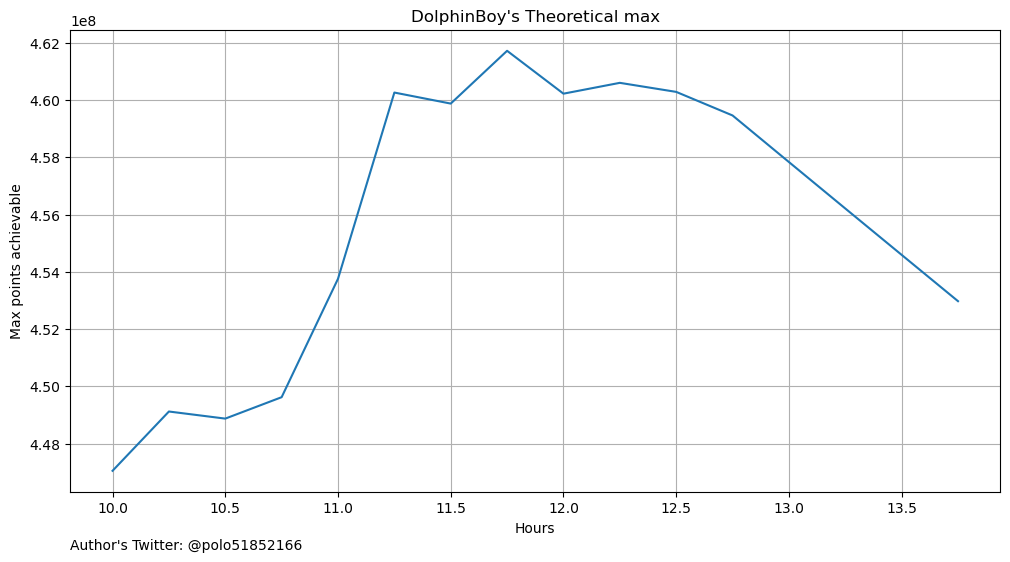 DolphinBoy's Theoretical max
1e8
4.62
4.60
4.58
4.56
4.54
4.52
4.50
4.48
Max points achievable
10.0 10.5 11.0 11.5 12.0 12.5 13.0 13.5
Hours
Author's Twitter: @polo51852166